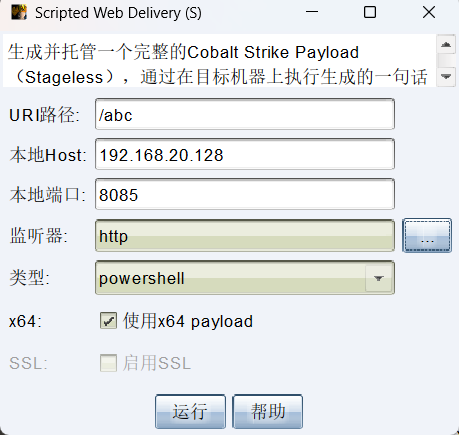 Scripted Web Delivery (S)
生成并托管一个完整的Cobalt Strike Payload
（Stageless），通过在目标机器上执行生成的一句话
URI路径: /abc
本地Host: 192.168.20.128
本地端口: 8085
监听器: http ...
类型: powershell
x64: 使用x64 payload
SSL: 启用SSL
运行 帮助